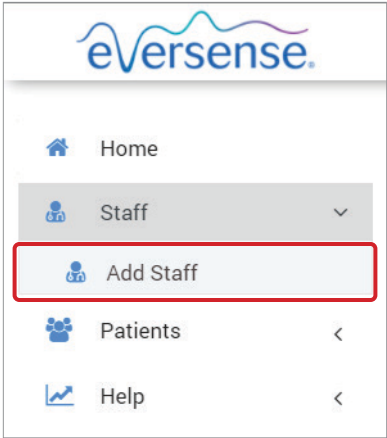 eversense.
Home
Staff
Add Staff
Patients
Help